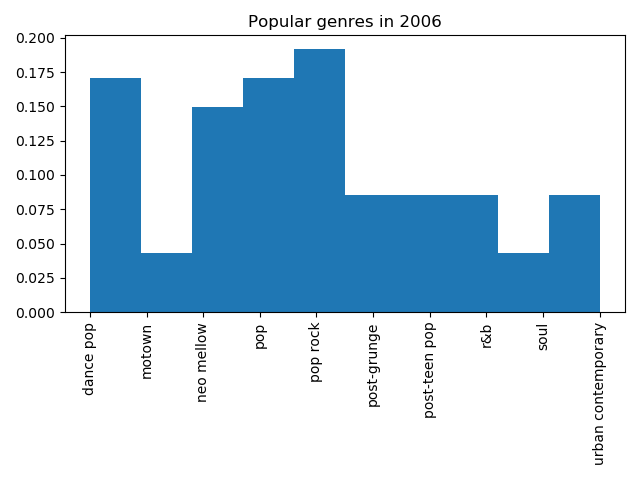 Popular genres in 2006
0.200
0.175
0.150
0.125
0.100
0.075
0.050
0.025
0.000
dance pop
motown
neo mellow
pop
pop rock
post-grunge
post-teen pop
r&b
soul
urban contemporary